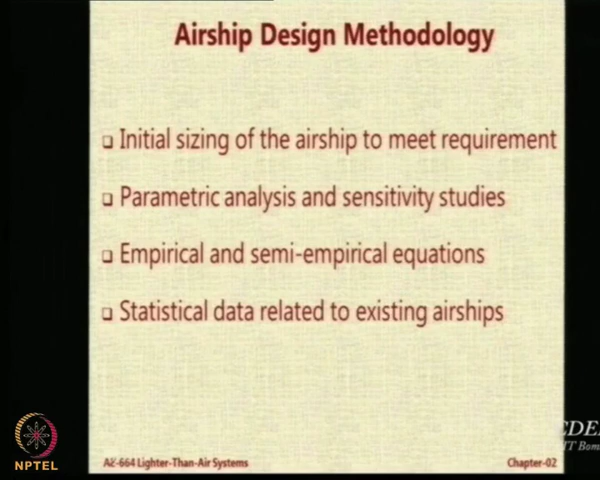 Airship Design Methodology
Initial sizing of the airship to meet requirement
Parametric analysis and sensitivity studies
Empirical and semi-empirical equations
Statistical data related to existing airships
NPTEL
AE-664 Lighter-Than-Air Systems
Chapter-02